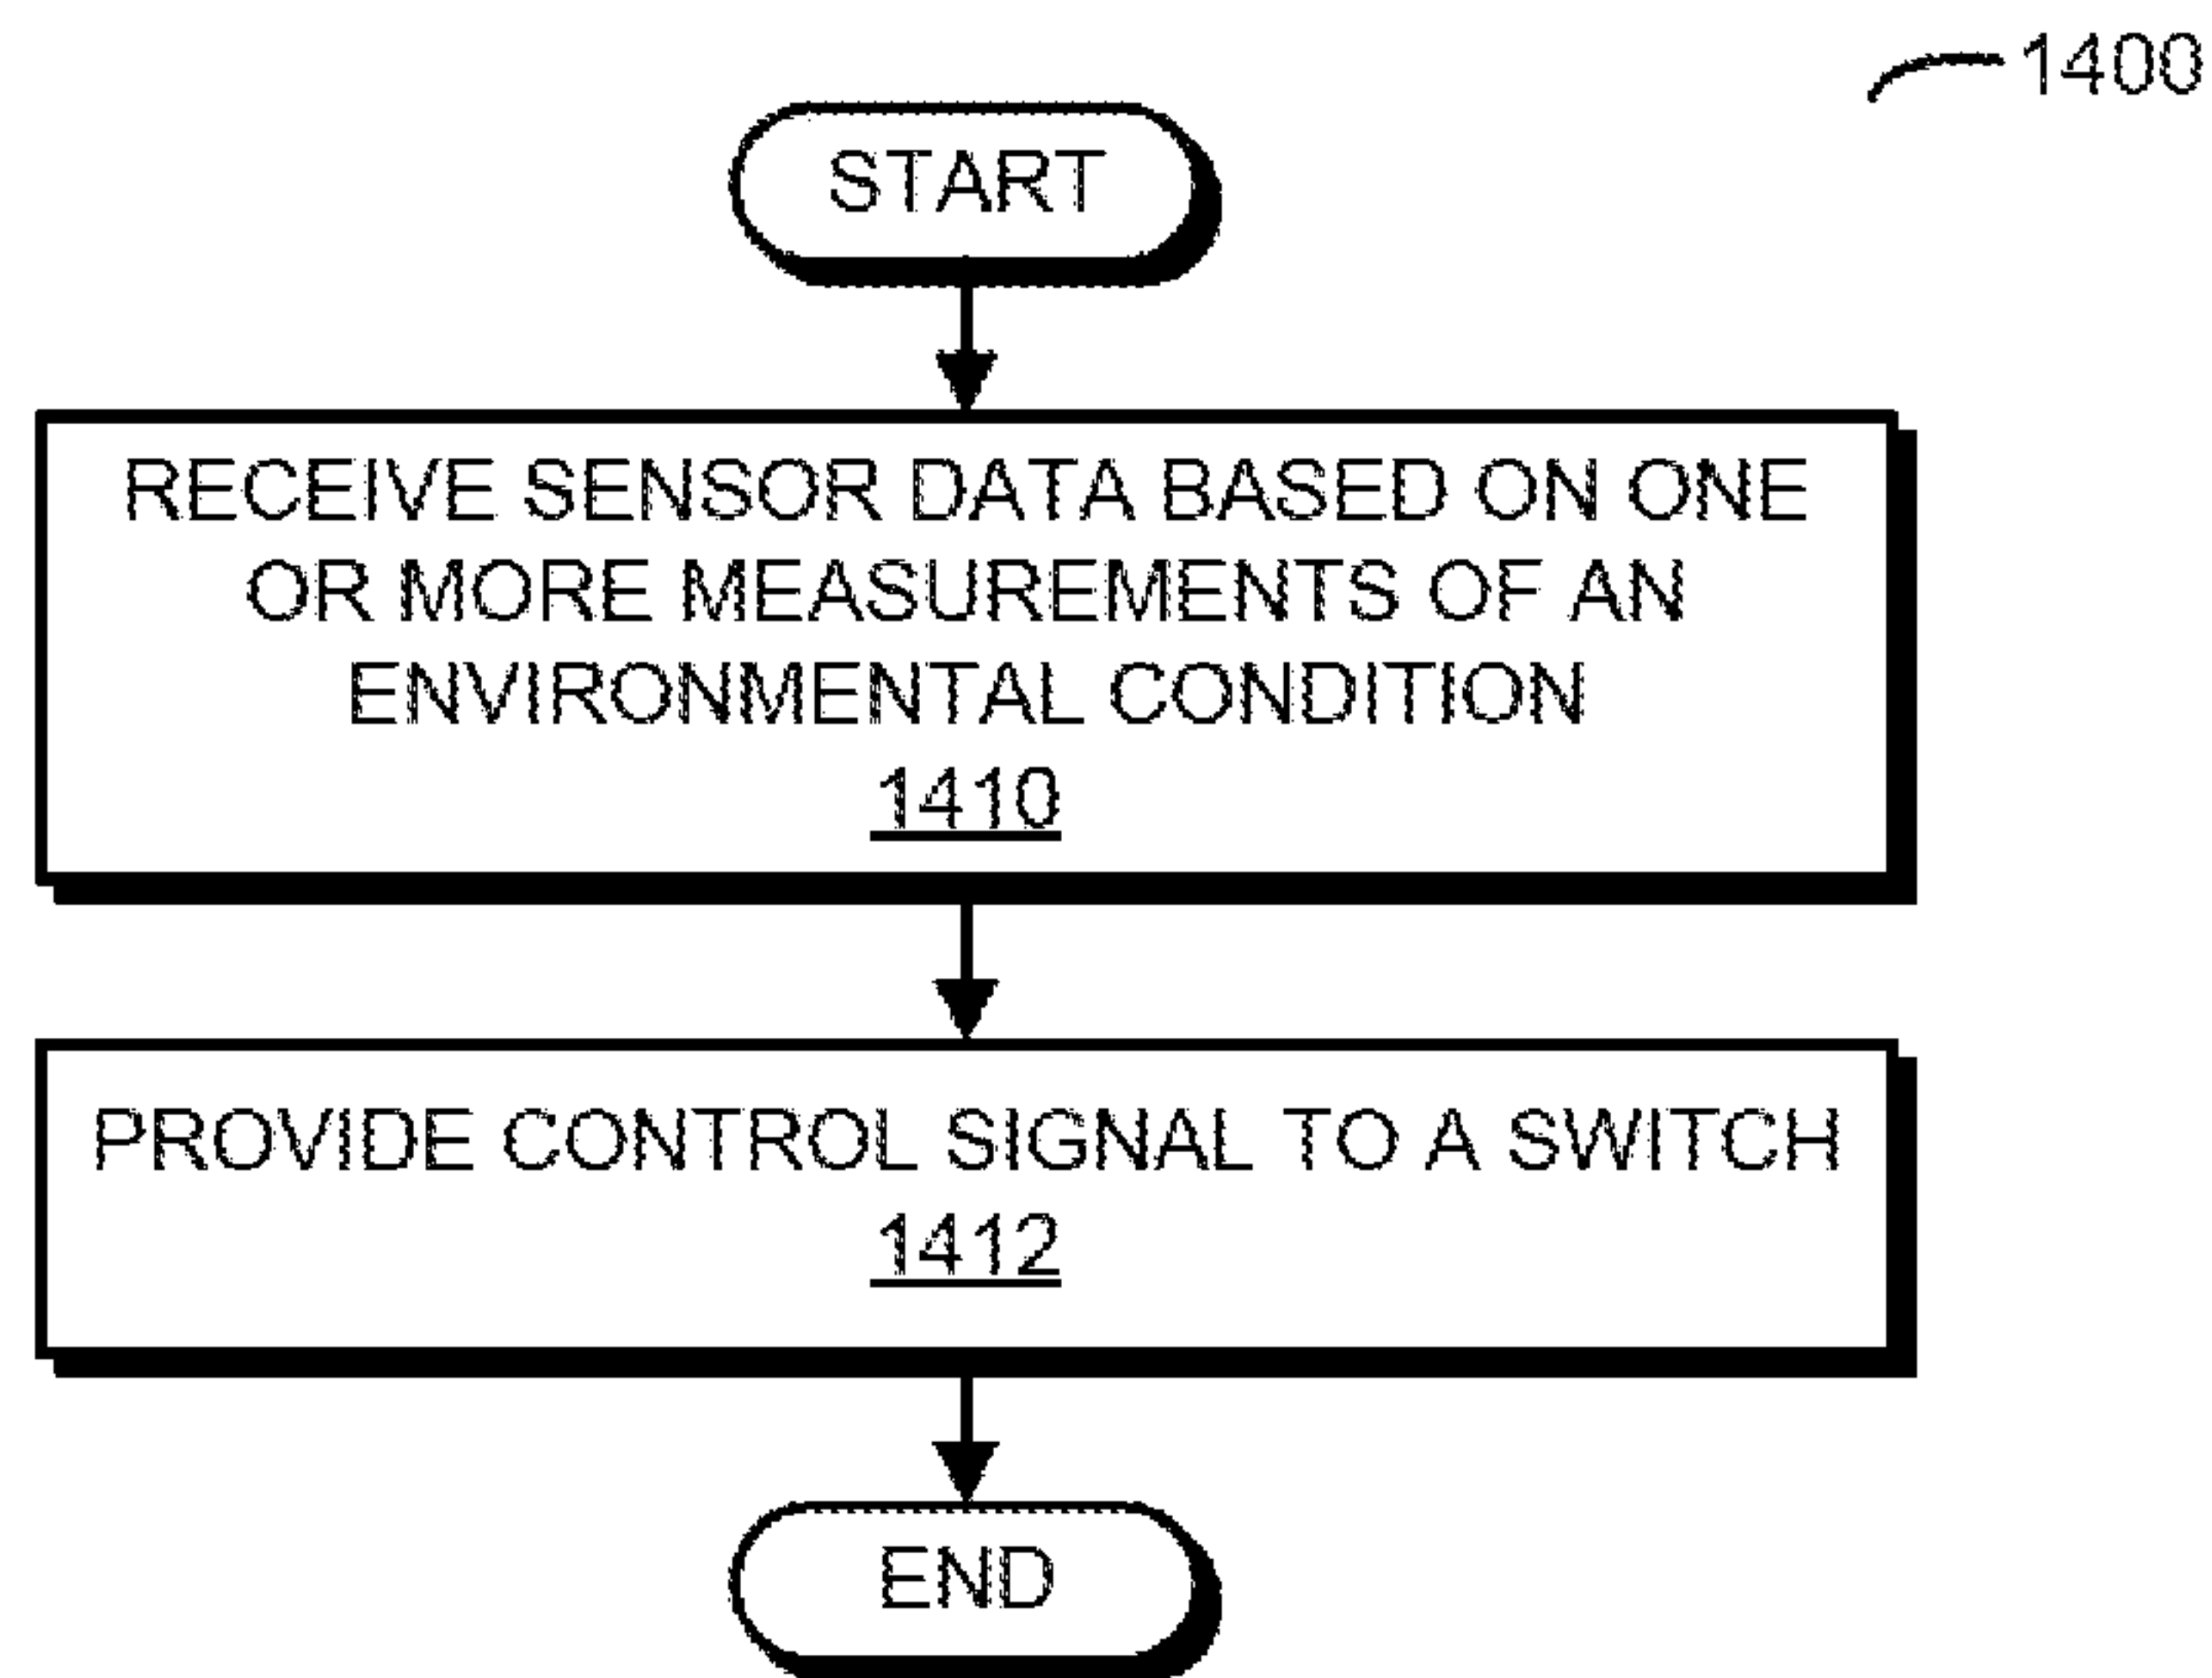 1400
START
RECEIVE SENSOR DATA BASED ON ONE
OR MORE MEASUREMENTS OF AN
ENVIRONMENTAL CONDITION
1410
PROVIDE CONTROL SIGNAL TO A SWITCH
1412
END